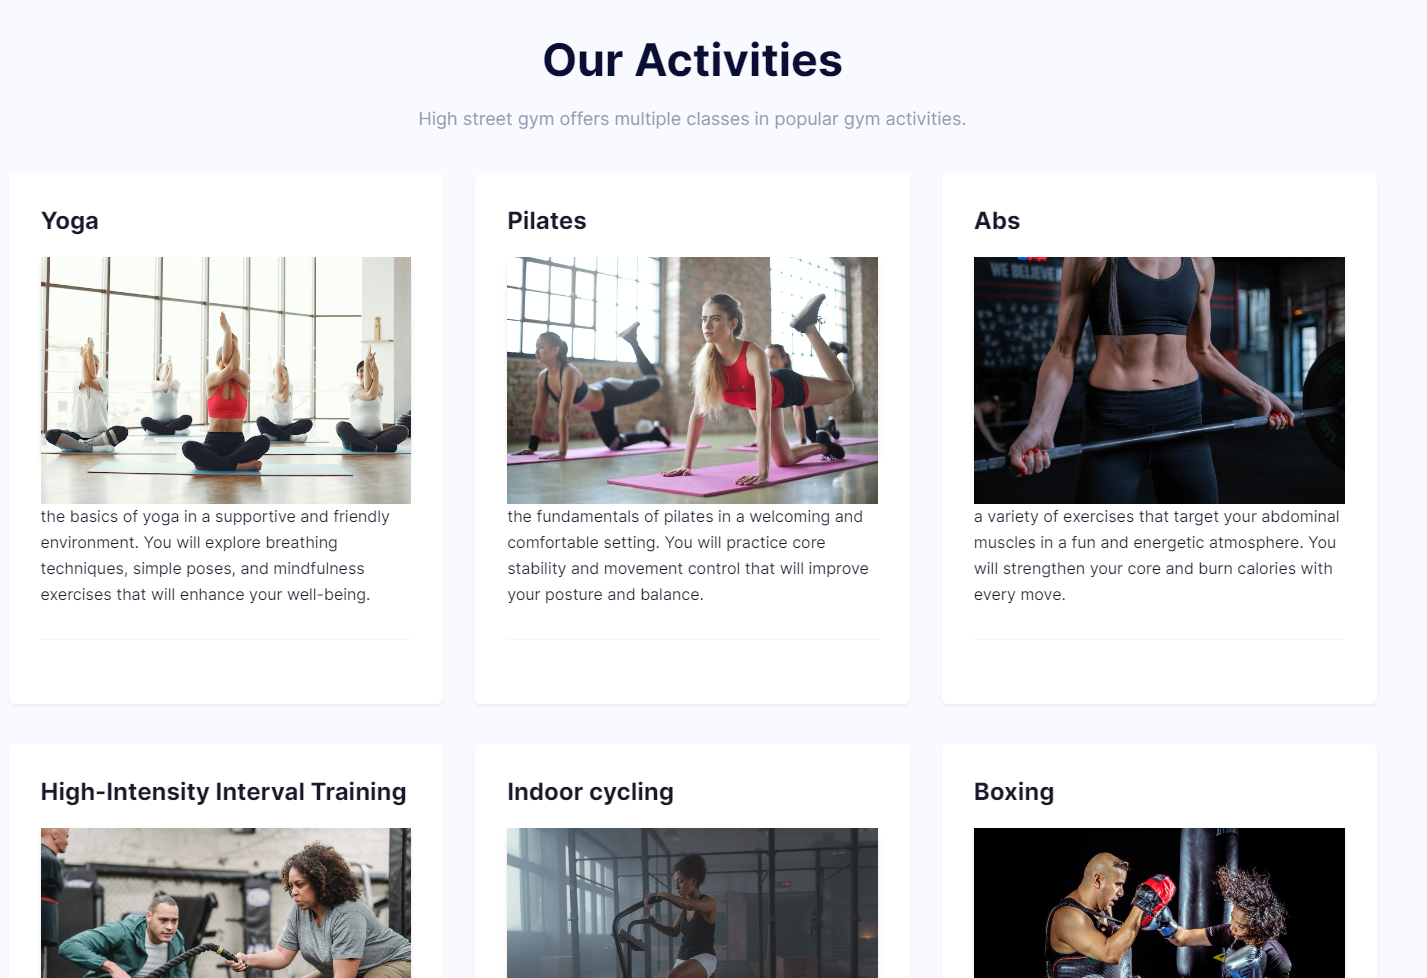 Our Activities
High street gym offers multiple classes in popular gym activities.
Yoga
the basics of yoga in a supportive and friendly
environment. You will explore breathing
techniques, simple poses, and mindfulness
exercises that will enhance your well-being.
Pilates
the fundamentals of pilates in a welcoming and
comfortable setting. You will practice core
stability and movement control that will improve
your posture and balance.
Abs
WE BELIEVE
a variety of exercises that target your abdominal
muscles in a fun and energetic atmosphere. You
will strengthen your core and burn calories with
every move.
High-Intensity Interval Training
Indoor cycling
Boxing